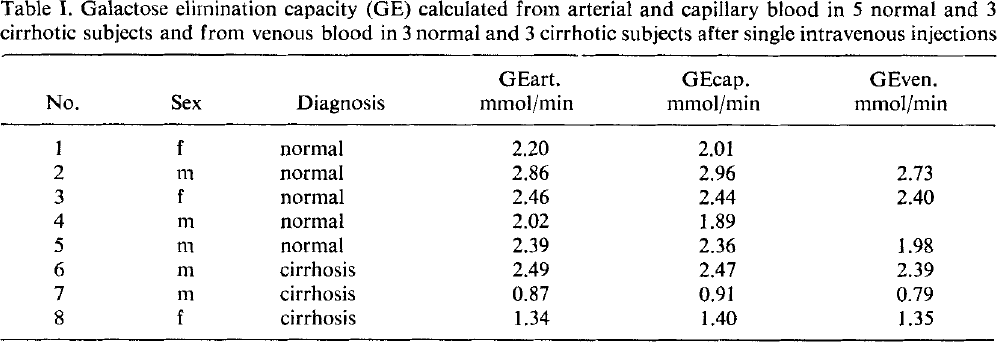 Table I. Galactose elimination capacity (GE) calculated from arterial and capillary blood in 5 normal and 3
cirrhotic subjects and from venous blood in 3 normal and 3 cirrhotic subjects after single intravenous injections
No. Sex Diagnosis GEart. mmol/min GEcap. mmol/min GEven. mmol/min
1 f normal 2.20 2.01
2 m normal 2.86 2.96 2.73
3 f normal 2.46 2.44 2.40
4 m normal 2.02 1.89
5 m normal 2.39 2.36 1.98
6 m cirrhosis 2.49 2.47 2.39
7 m cirrhosis 0.87 0.91 0.79
8 f cirrhosis 1.34 1.40 1.35